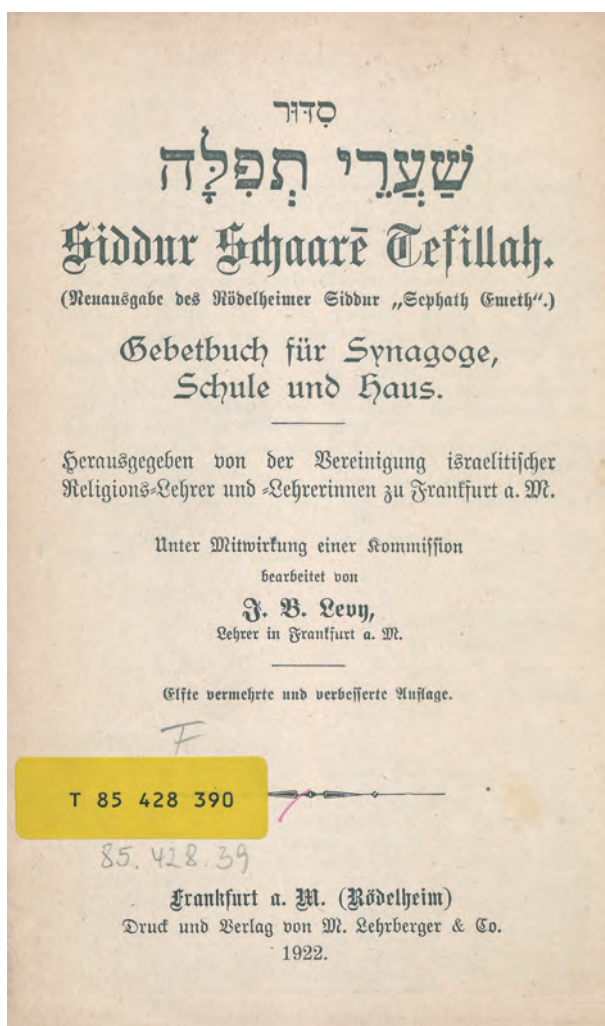 סִדּוּר
שַׁעֲרֵי תְּפִלָּה
Siddur Schaarē Tefillah.
(Neuausgabe des Rödelheimer Siddur „Sephath Emeth“.)
Gebetbuch für Synagoge,
Schule und Haus.
Herausgegeben von der Vereinigung israelitischer
Religions-Lehrer und -Lehrerinnen zu Frankfurt a. M.
Unter Mitwirkung einer Kommission
bearbeitet von
J. B. Levy,
Lehrer in Frankfurt a. M.
Elfte vermehrte und verbesserte Auflage.
F
T 85 428 390
85. 428. 39
Frankfurt a. M. (Rödelheim)
Druck und Verlag von M. Lehrberger & Co.
1922.